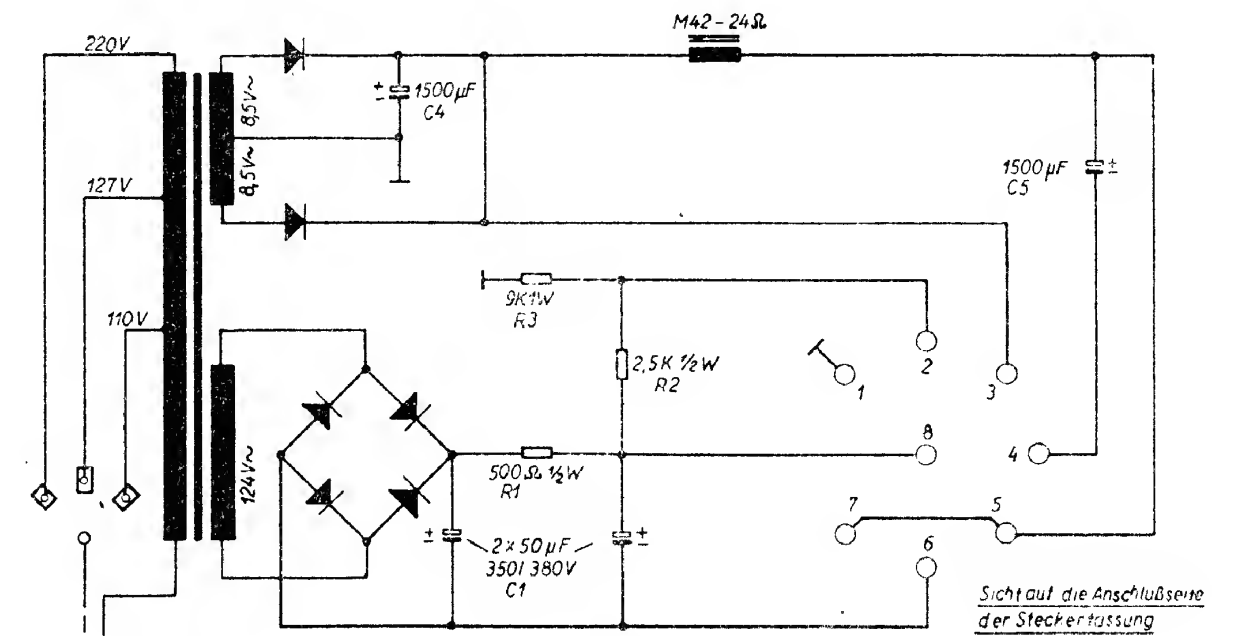 M42-24Ω
220V
8,5V~
± 1500µF
C4
8,5V~
1500µF ±
C5
127V
9K1W
R3
110V
2,5K ½W
R2
1
2
3
8
4
124V~
500Ω ½W
R1
7
5
6
± 2×50µF ±
350/380V
C1
Sicht auf die Anschlußseite
der Steckerfassung